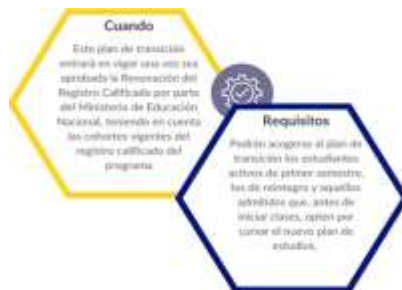 Cuando
Este plan de transición
entrará en vigor una vez sea
aprobada la Renovación del
Registro Calificado por parte
del Ministerio de Educación
Nacional, teniendo en cuenta
las cohortes vigentes del
registro calificado del
programa
Requisitos
Podrán acogerse al plan de
transición los estudiantes
activos de primer semestre,
los de reintegro y aquellos
admitidos que, antes de
iniciar clases, opten por
cursar el nuevo plan de
estudios.